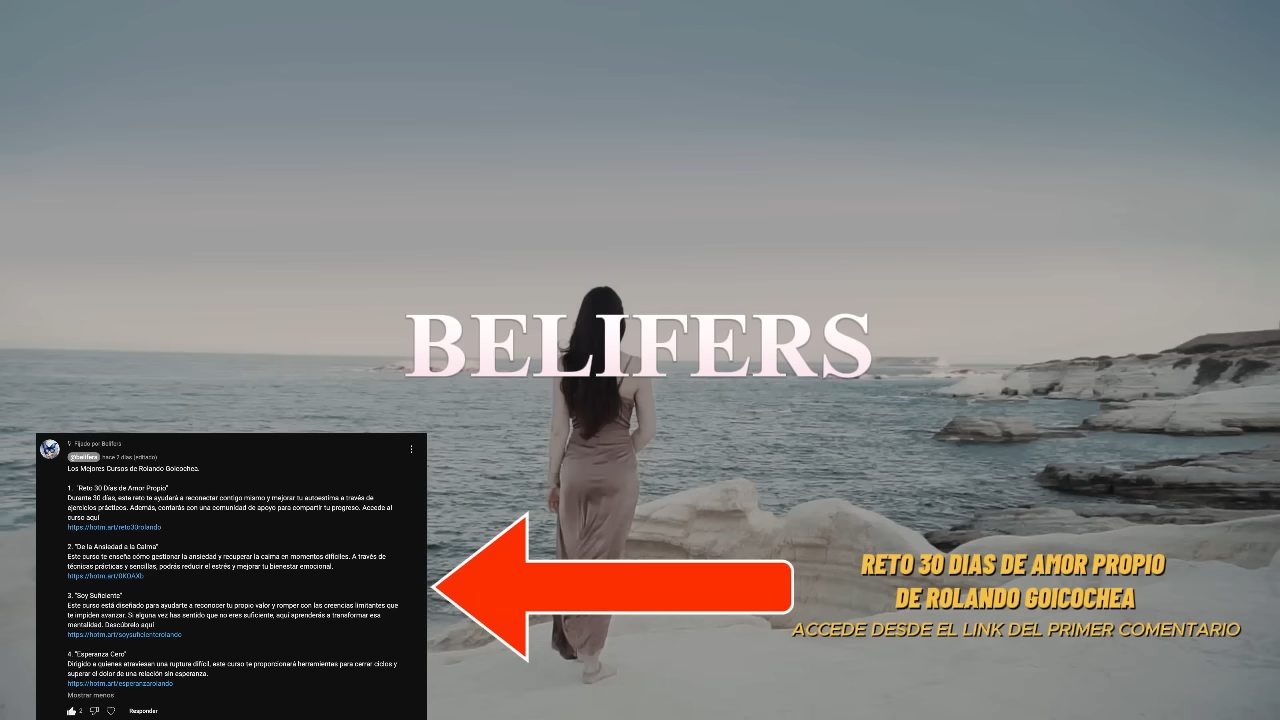 BELIFERS
Fijado por Belifers
@belifers hace 2 días (editado)
Los Mejores Cursos de Rolando Goicochea.
1. "Reto 30 Días de Amor Propio"
Durante 30 días, este reto te ayudará a reconectar contigo mismo y mejorar tu autoestima a través de
ejercicios prácticos. Además, contarás con una comunidad de apoyo para compartir tu progreso. Accede al
curso aquí
https://hotm.art/reto30rolando
2. "De la Ansiedad a la Calma"
Este curso te enseña cómo gestionar la ansiedad y recuperar la calma en momentos difíciles. A través de
técnicas prácticas y sencillas, podrás reducir el estrés y mejorar tu bienestar emocional.
https://hotm.art/0KOAXb
3. "Soy Suficiente"
Este curso está diseñado para ayudarte a reconocer tu propio valor y romper con las creencias limitantes que
te impiden avanzar. Si alguna vez has sentido que no eres suficiente, aquí aprenderás a transformar esa
mentalidad. Descúbrelo aquí
https://hotm.art/soysuficienterolando
4. "Esperanza Cero"
Dirigido a quienes atraviesan una ruptura difícil, este curso te proporcionará herramientas para cerrar ciclos y
superar el dolor de una relación sin esperanza.
https://hotm.art/esperanzarolando
Mostrar menos
2 Responder
RETO 30 DIAS DE AMOR PROPIO
DE ROLANDO GOICOCHEA
ACCEDE DESDE EL LINK DEL PRIMER COMENTARIO